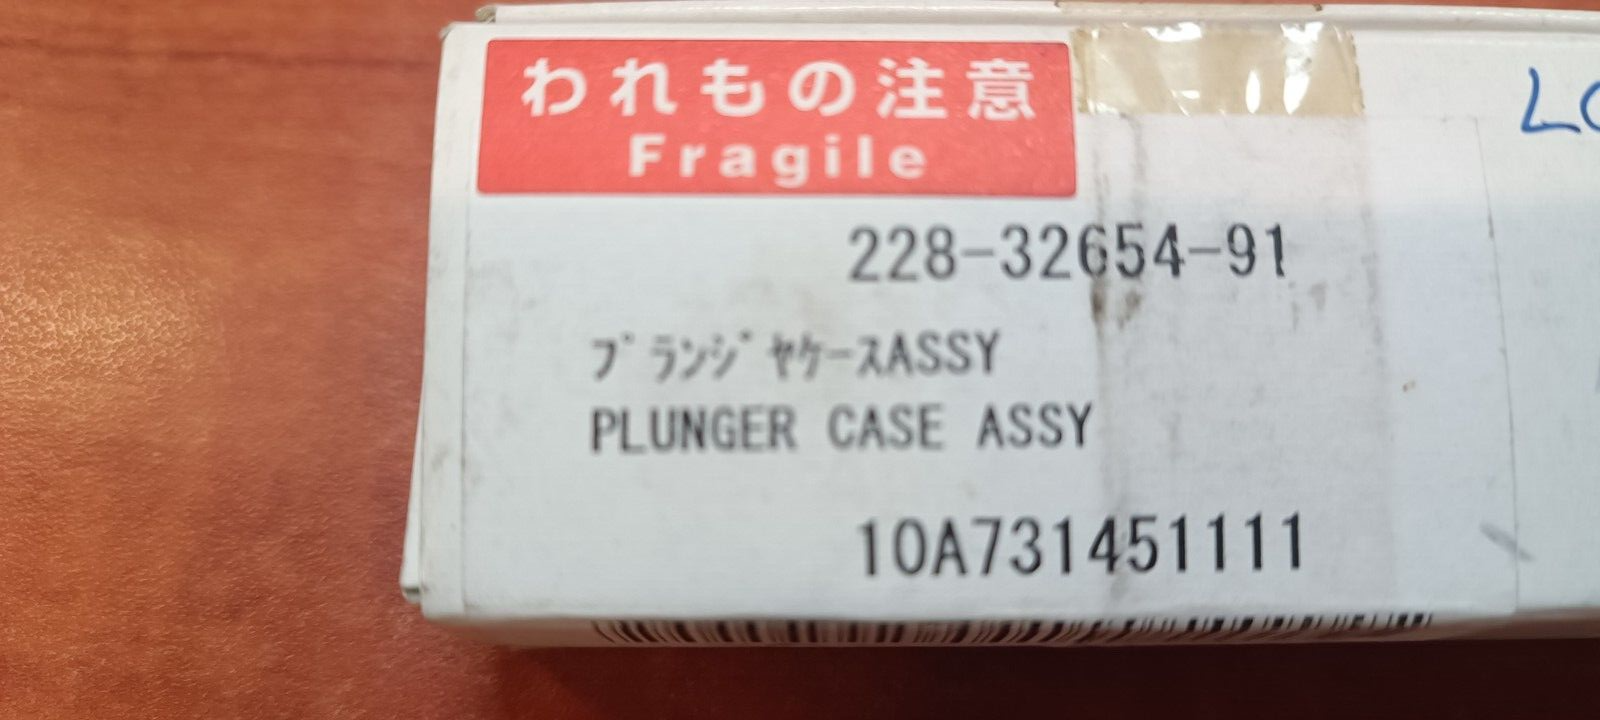 われもの注意
Fragile
228-32654-91
プランジヤケースASSY
PLUNGER CASE ASSY
10A731451111